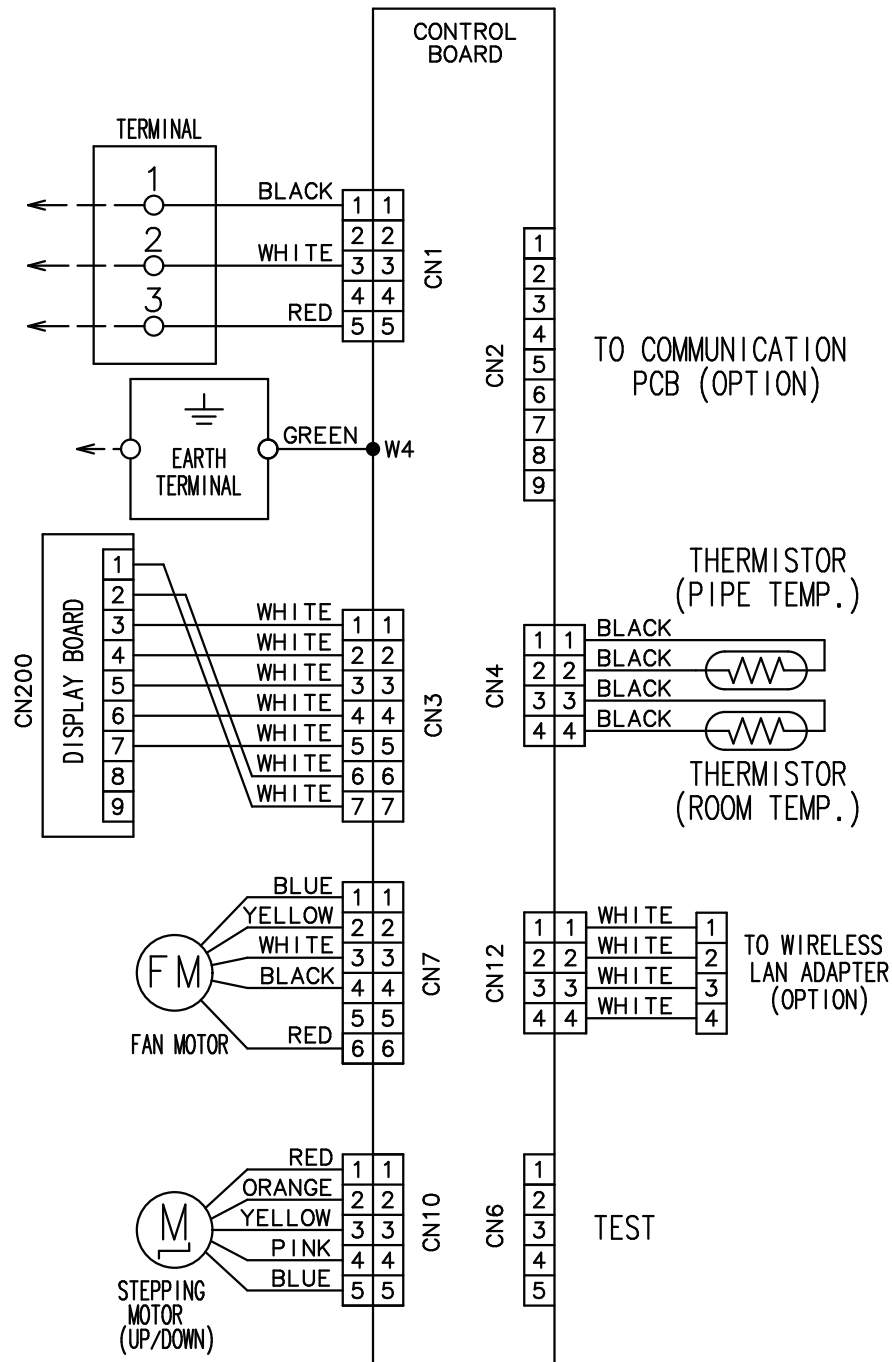 CONTROL
BOARD
TERMINAL
1
2
3
BLACK
WHITE
RED
1 1
2 2
3 3
4 4
5 5
CN1
EARTH
TERMINAL
GREEN
W4
CN2
1
2
3
4
5
6
7
8
9
TO COMMUNICATION
PCB (OPTION)
CN200
DISPLAY BOARD
1
2
3
4
5
6
7
8
9
WHITE
WHITE
WHITE
WHITE
WHITE
WHITE
WHITE
1 1
2 2
3 3
4 4
5 5
6 6
7 7
CN3
CN4
1 1
2 2
3 3
4 4
BLACK
BLACK
BLACK
BLACK
THERMISTOR
(PIPE TEMP.)
THERMISTOR
(ROOM TEMP.)
FM
FAN MOTOR
BLUE
YELLOW
WHITE
BLACK
RED
1 1
2 2
3 3
4 4
5 5
6 6
CN7
CN12
1 1
2 2
3 3
4 4
WHITE
WHITE
WHITE
WHITE
1
2
3
4
TO WIRELESS
LAN ADAPTER
(OPTION)
M
STEPPING
MOTOR
(UP/DOWN)
RED
ORANGE
YELLOW
PINK
BLUE
1 1
2 2
3 3
4 4
5 5
CN10
CN6
1
2
3
4
5
TEST